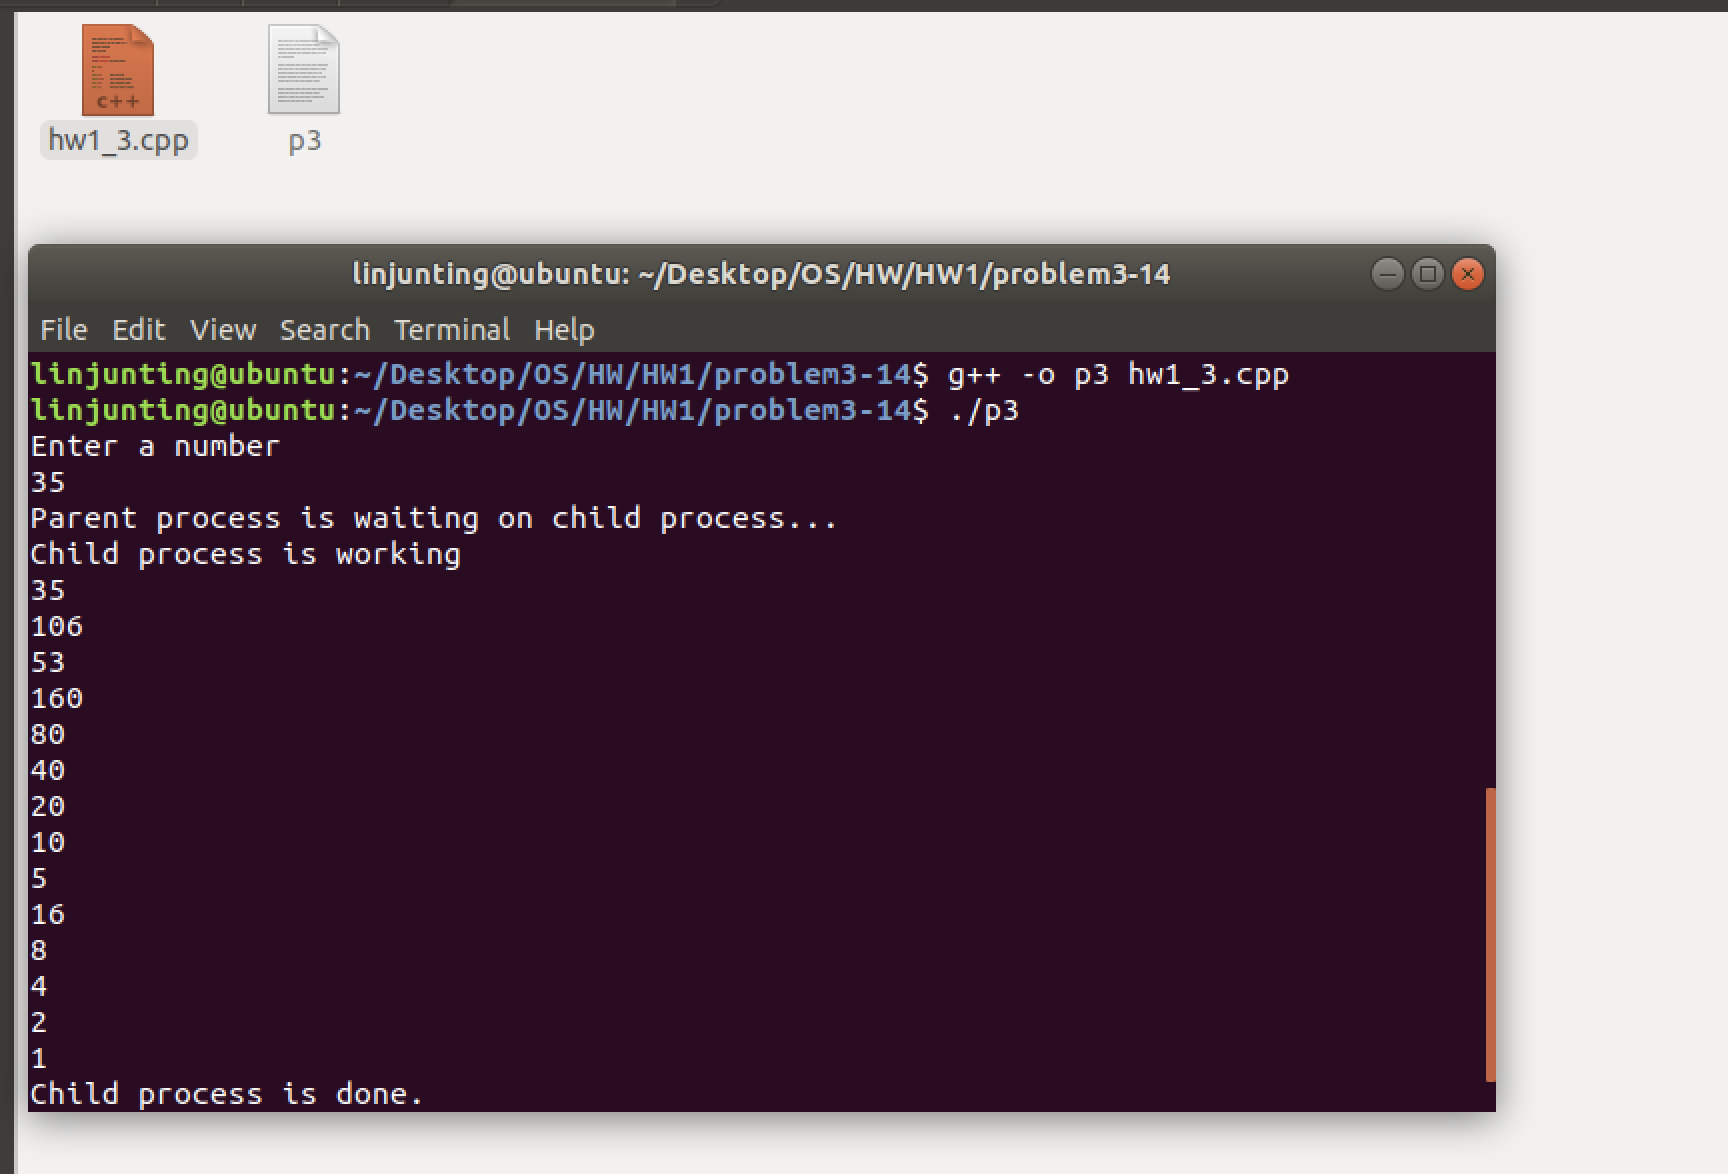 c++
hw1_3.cpp
p3
linjunting@ubuntu: ~/Desktop/OS/HW/HW1/problem3-14
File Edit View Search Terminal Help
linjunting@ubuntu:~/Desktop/OS/HW/HW1/problem3-14$ g++ -o p3 hw1_3.cpp
linjunting@ubuntu:~/Desktop/OS/HW/HW1/problem3-14$ ./p3
Enter a number
35
Parent process is waiting on child process...
Child process is working
35
106
53
160
80
40
20
10
5
16
8
4
2
1
Child process is done.